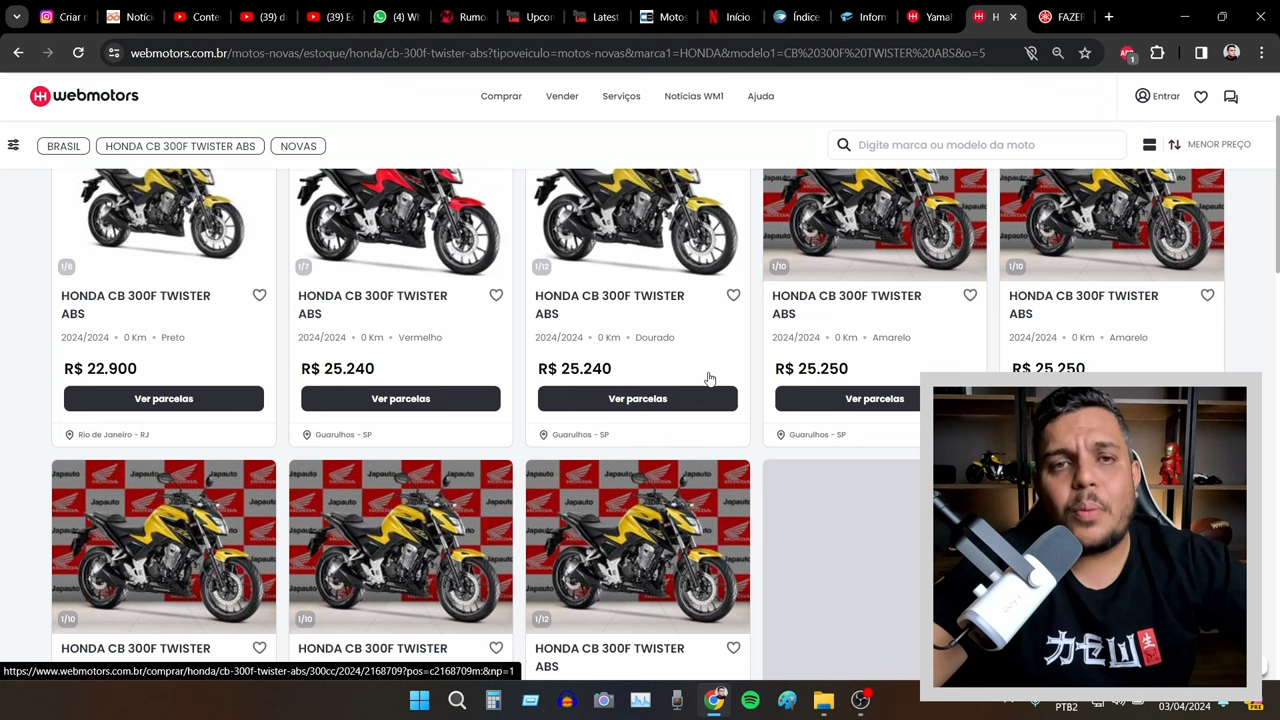 Criar
Notíci
Conte
(39) d
(39) E
(4) W
Rumo
Upcon
Latest
Motos
Início
Índice
Inform
Yamal
H
FAZER
webmotors.com.br/motos-novas/estoque/honda/cb-300f-twister-abs?tipoveiculo=motos-novas&marca1=HONDA&modelo1=CB%20300F%20TWISTER%20ABS&o=5
webmotors
Comprar
Vender
Serviços
Notícias WM1
Ajuda
Entrar
BRASIL
HONDA CB 300F TWISTER ABS
NOVAS
Digite marca ou modelo da moto
MENOR PREÇO
1/6
1/7
1/12
1/10
1/10
HONDA CB 300F TWISTER
ABS
2024/2024 • 0 Km • Preto
R$ 22.900
Ver parcelas
Rio de Janeiro - RJ
HONDA CB 300F TWISTER
ABS
2024/2024 • 0 Km • Vermelho
R$ 25.240
Ver parcelas
Guarulhos - SP
HONDA CB 300F TWISTER
ABS
2024/2024 • 0 Km • Dourado
R$ 25.240
Ver parcelas
Guarulhos - SP
HONDA CB 300F TWISTER
ABS
2024/2024 • 0 Km • Amarelo
R$ 25.250
Ver parcelas
Guarulhos - SP
HONDA CB 300F TWISTER
ABS
2024/2024 • 0 Km • Amarelo
R$ 25.250
Japauto
Japauto
Japauto
1/10
1/10
1/12
HONDA CB 300F TWISTER
HONDA CB 300F TWISTER
HONDA CB 300F TWISTER
ABS
https://www.webmotors.com.br/comprar/honda/cb-300f-twister-abs/300cc/2024/2168709?pos=c2168709m:&np=1
PTB2
03/04/2024